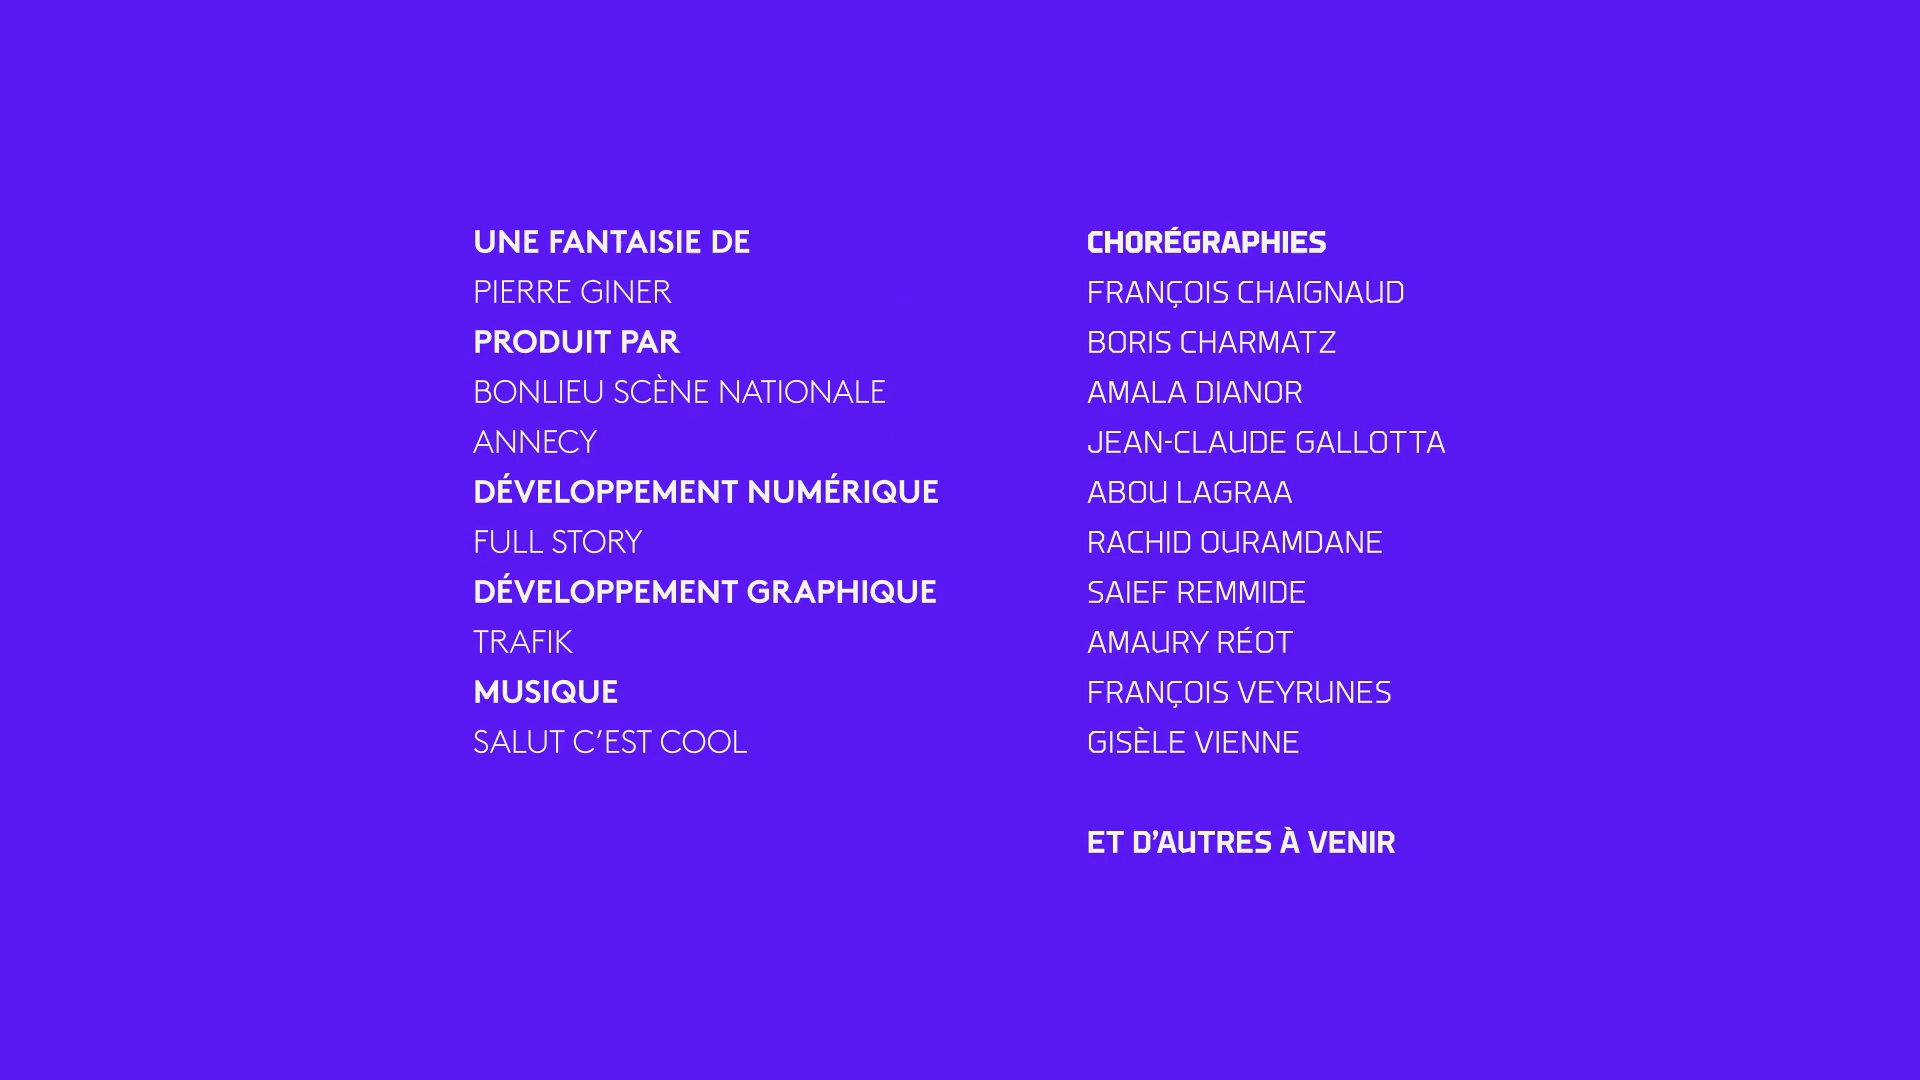 UNE FANTAISIE DE
PIERRE GINER
PRODUIT PAR
BONLIEU SCÈNE NATIONALE
ANNECY
DÉVELOPPEMENT NUMÉRIQUE
FULL STORY
DÉVELOPPEMENT GRAPHIQUE
TRAFIK
MUSIQUE
SALUT C’EST COOL
CHORÉGRAPHIES
FRANÇOIS CHAIGNAUD
BORIS CHARMATZ
AMALA DIANOR
JEAN-CLAUDE GALLOTTA
ABOU LAGRAA
RACHID OURAMDANE
SAIEF REMMIDE
AMAURY RÉOT
FRANÇOIS VEYRUNES
GISÈLE VIENNE
ET D’AUTRES À VENIR